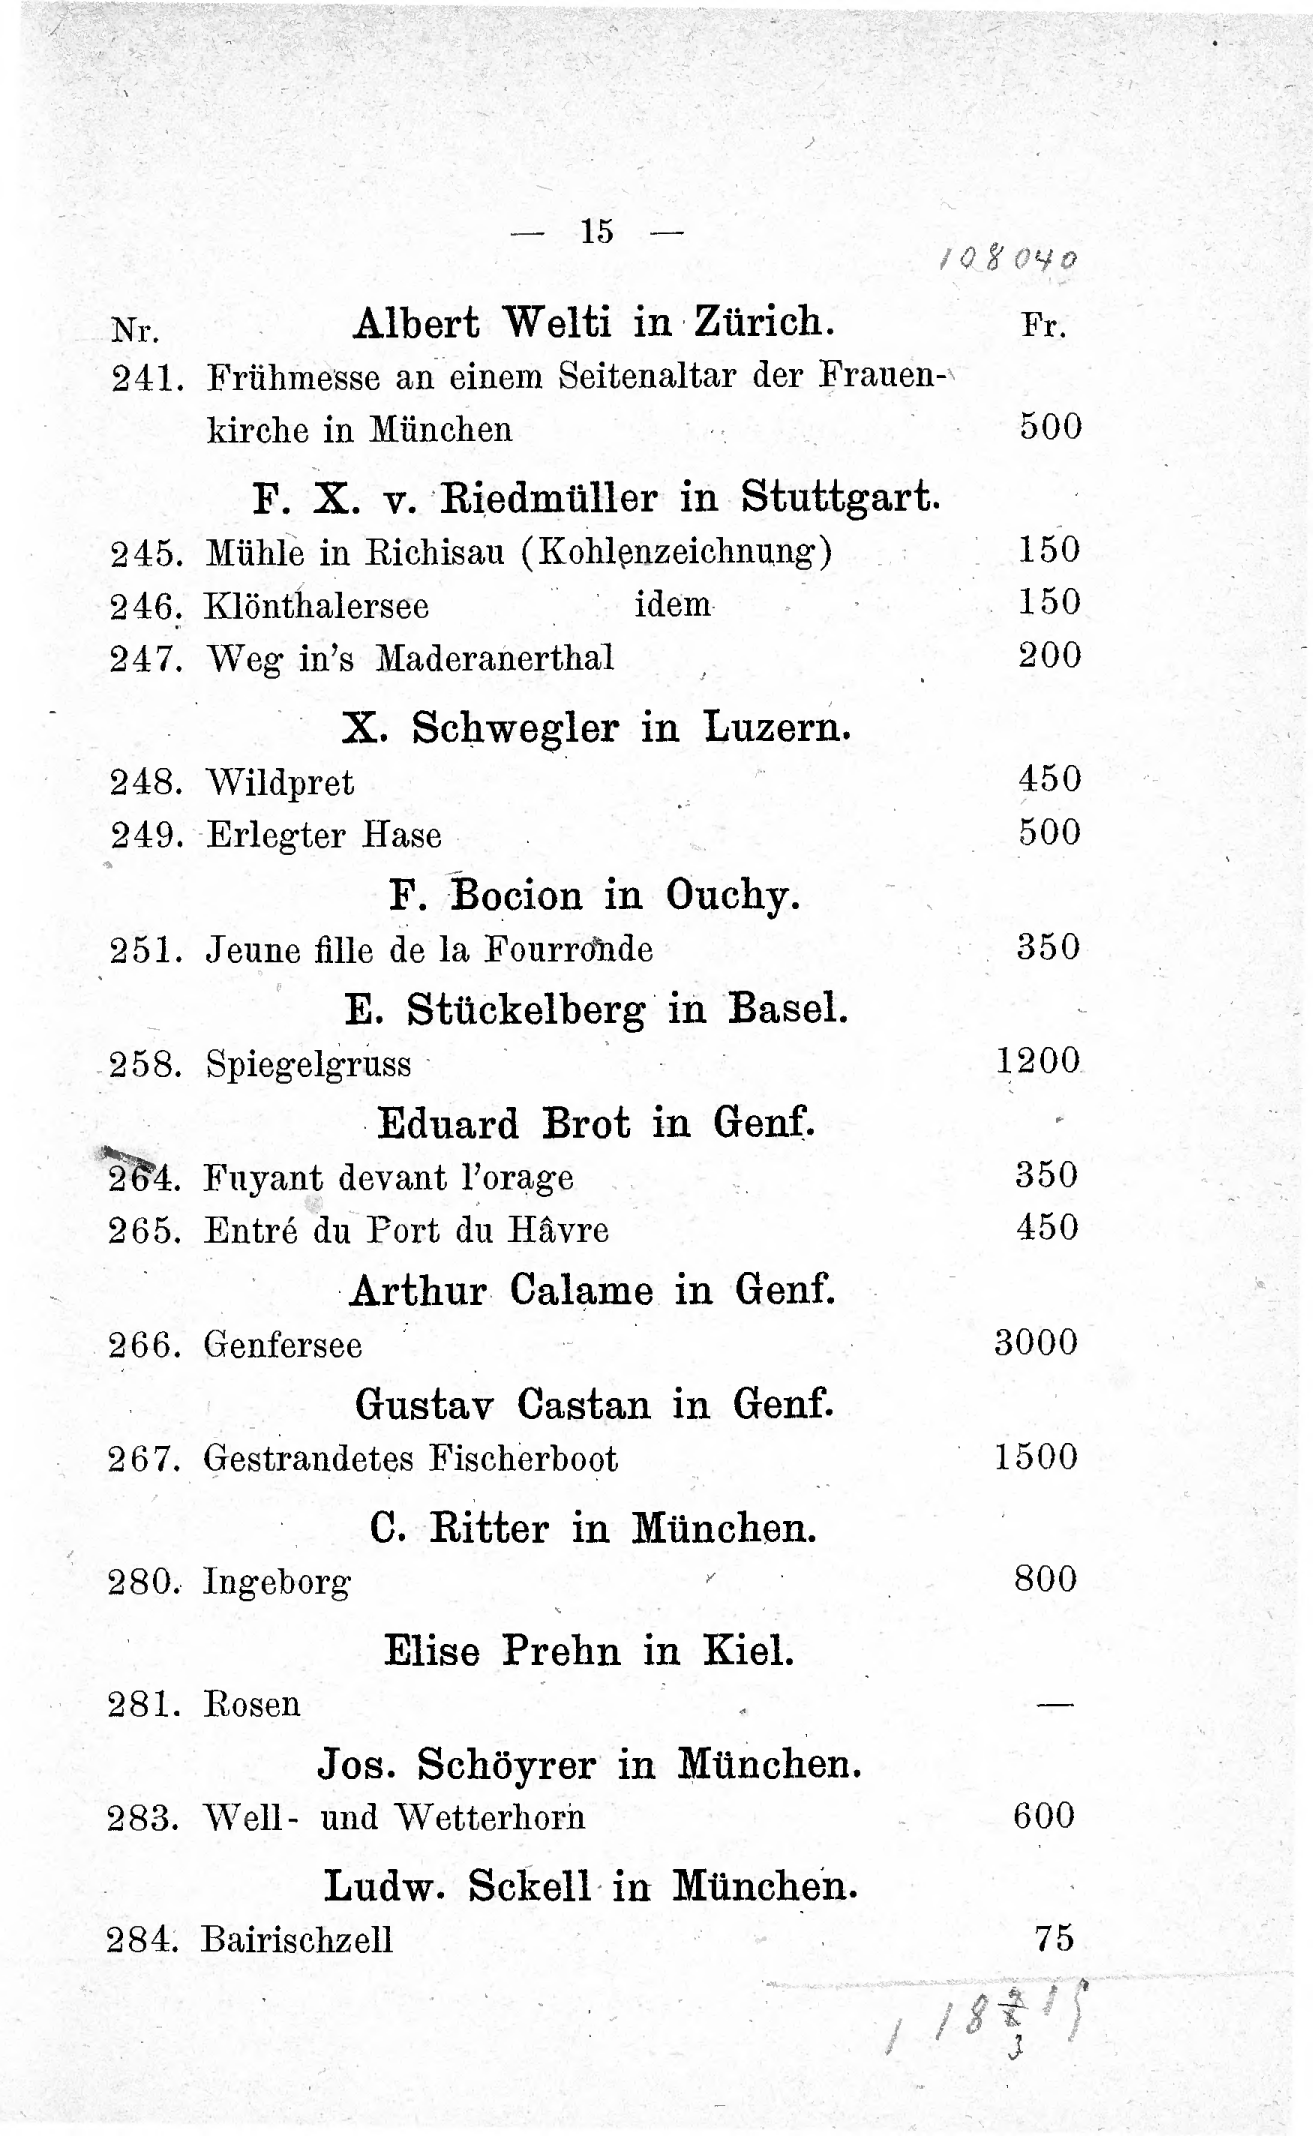 — 15 —
108040
Nr. Albert Welti in Zürich. Fr.
241. Frühmesse an einem Seitenaltar der Frauen-
kirche in München 500
F. X. v. Riedmüller in Stuttgart.
245. Mühle in Richisau (Kohlenzeichnung) 150
246. Klönthalersee idem 150
247. Weg in's Maderanerthal 200
X. Schwegler in Luzern.
248. Wildpret 450
249. Erlegter Hase 500
F. Bocion in Ouchy.
251. Jeune fille de la Fourronde 350
E. Stückelberg in Basel.
258. Spiegelgruss 1200
Eduard Brot in Genf.
264. Fuyant devant l'orage 350
265. Entré du Port du Hâvre 450
Arthur Calame in Genf.
266. Genfersee 3000
Gustav Castan in Genf.
267. Gestrandetes Fischerboot 1500
C. Ritter in München.
280. Ingeborg 800
Elise Prehn in Kiel.
281. Rosen —
Jos. Schöyrer in München.
283. Well- und Wetterhorn 600
Ludw. Sckell in München.
284. Bairischzell 75